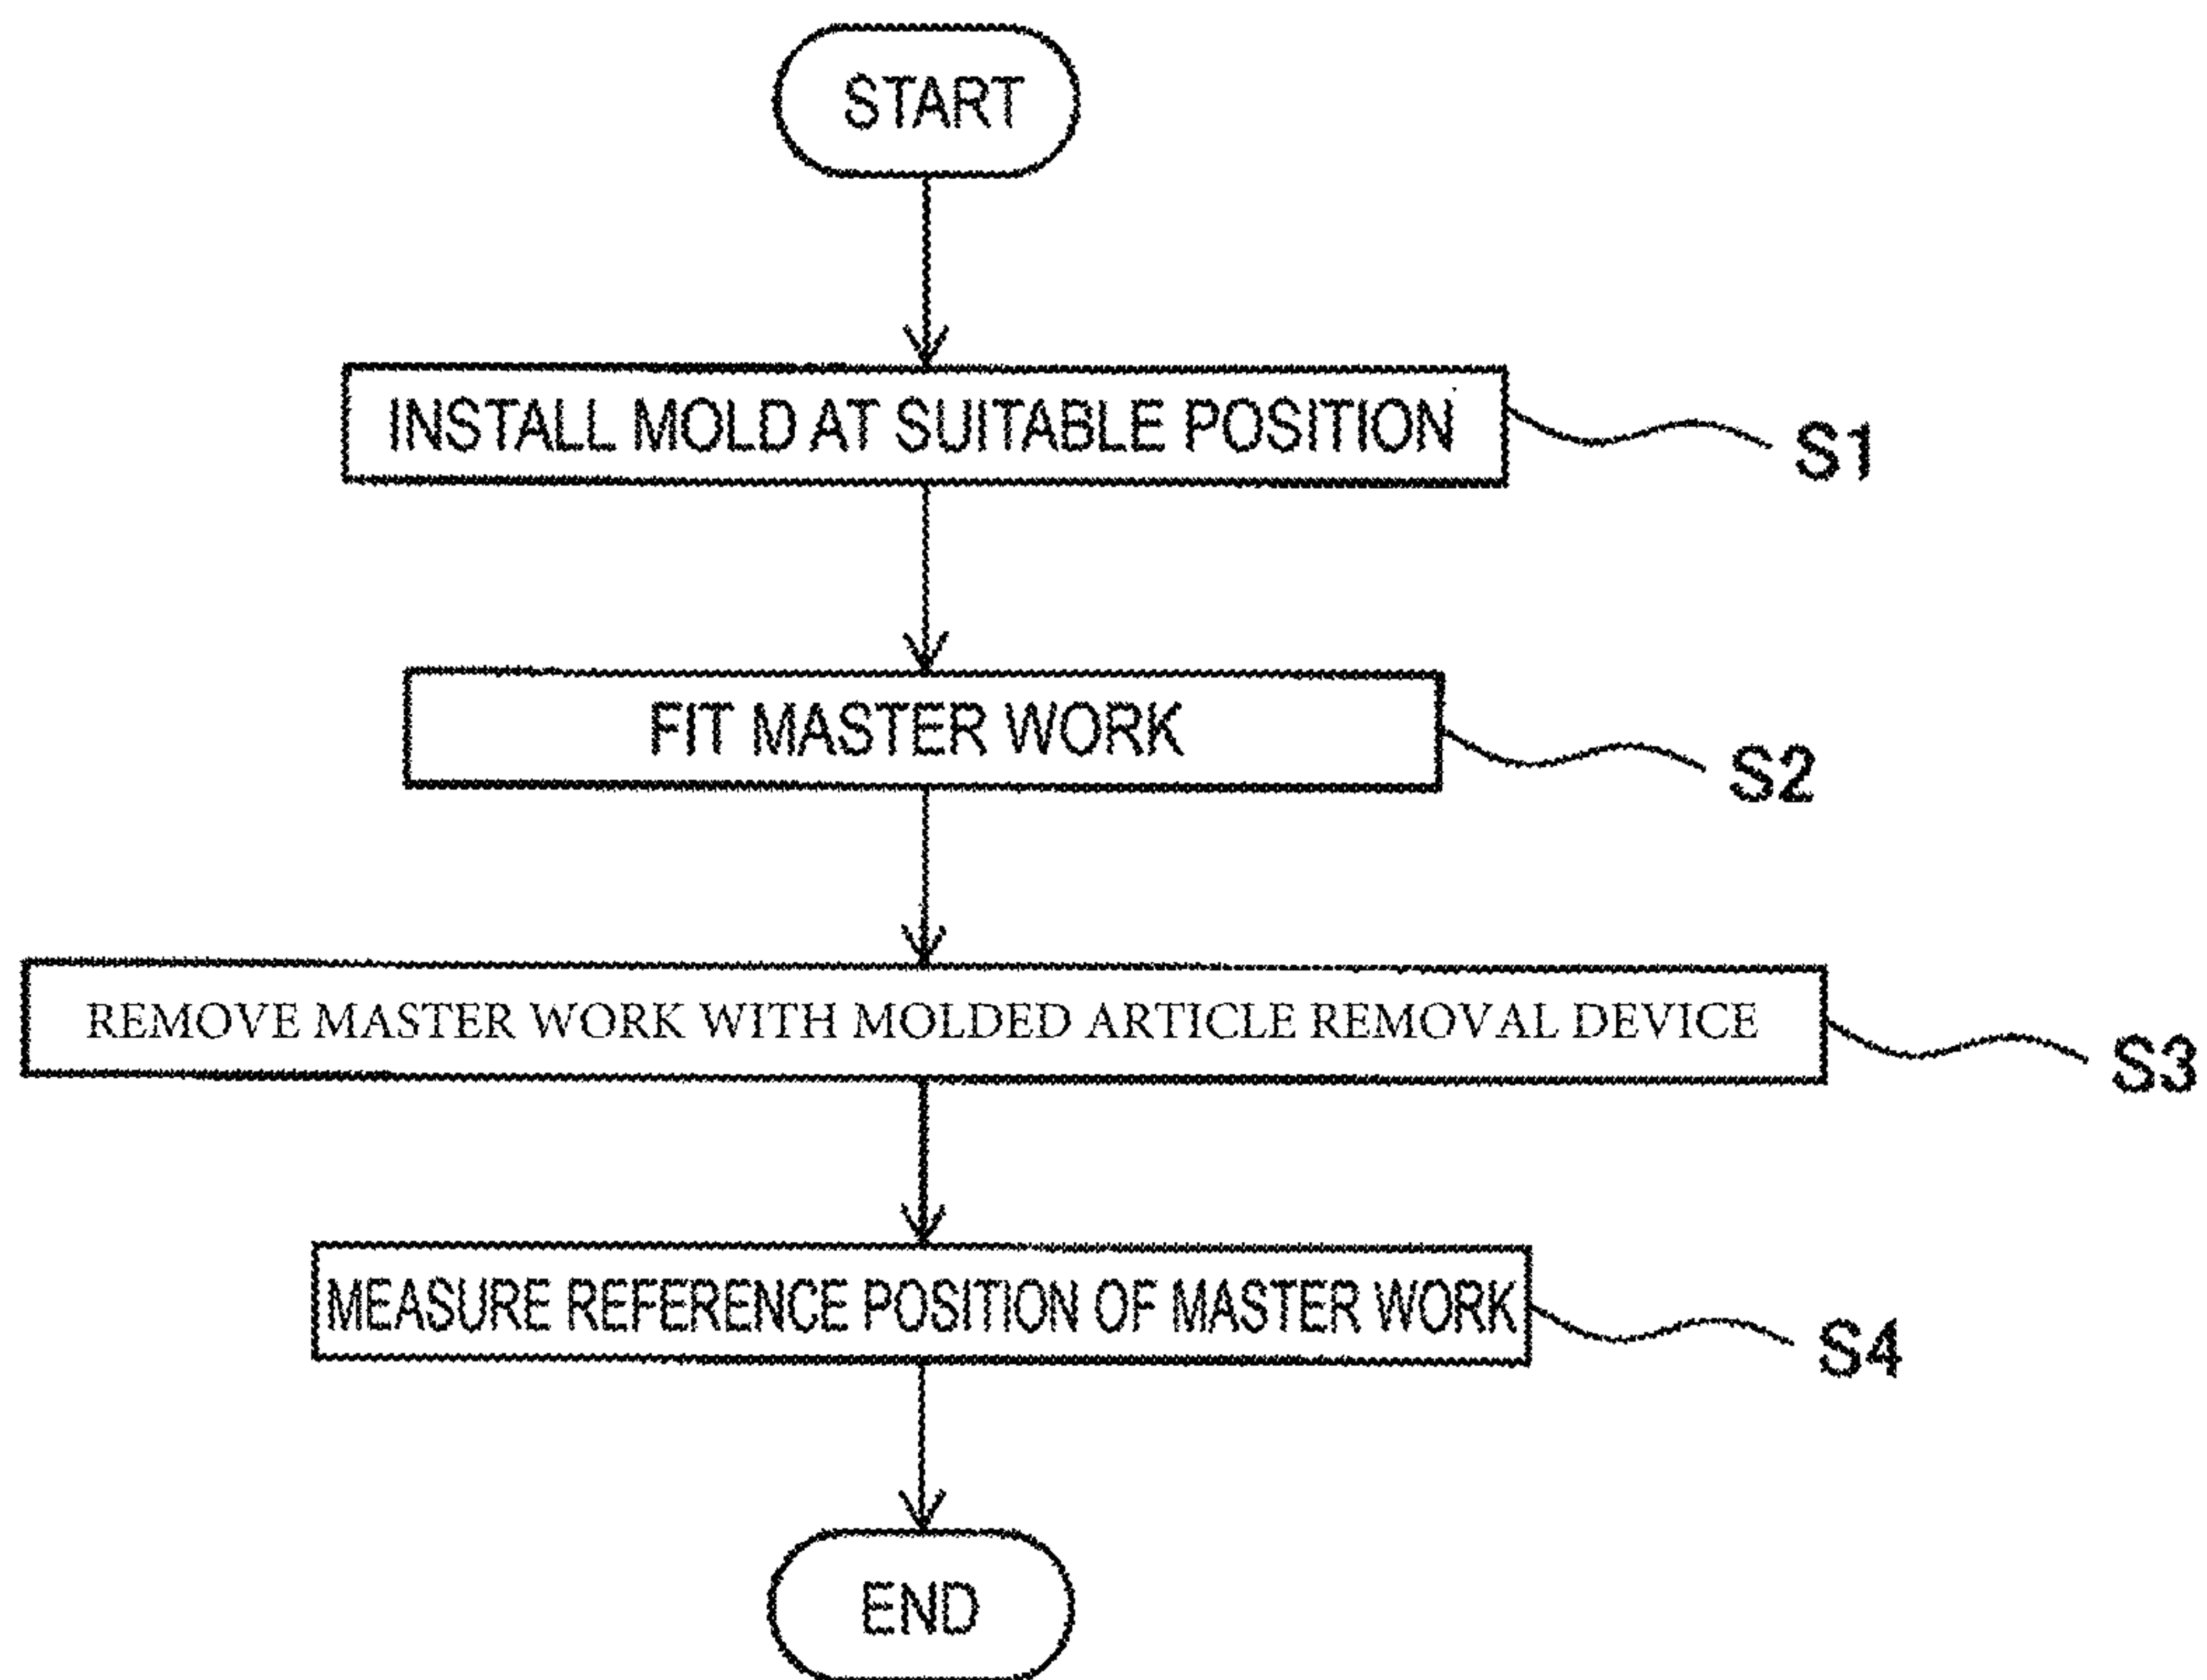 START
INSTALL MOLD AT SUITABLE POSITION
S1
FIT MASTER WORK
S2
REMOVE MASTER WORK WITH MOLDED ARTICLE REMOVAL DEVICE
S3
MEASURE REFERENCE POSITION OF MASTER WORK
S4
END